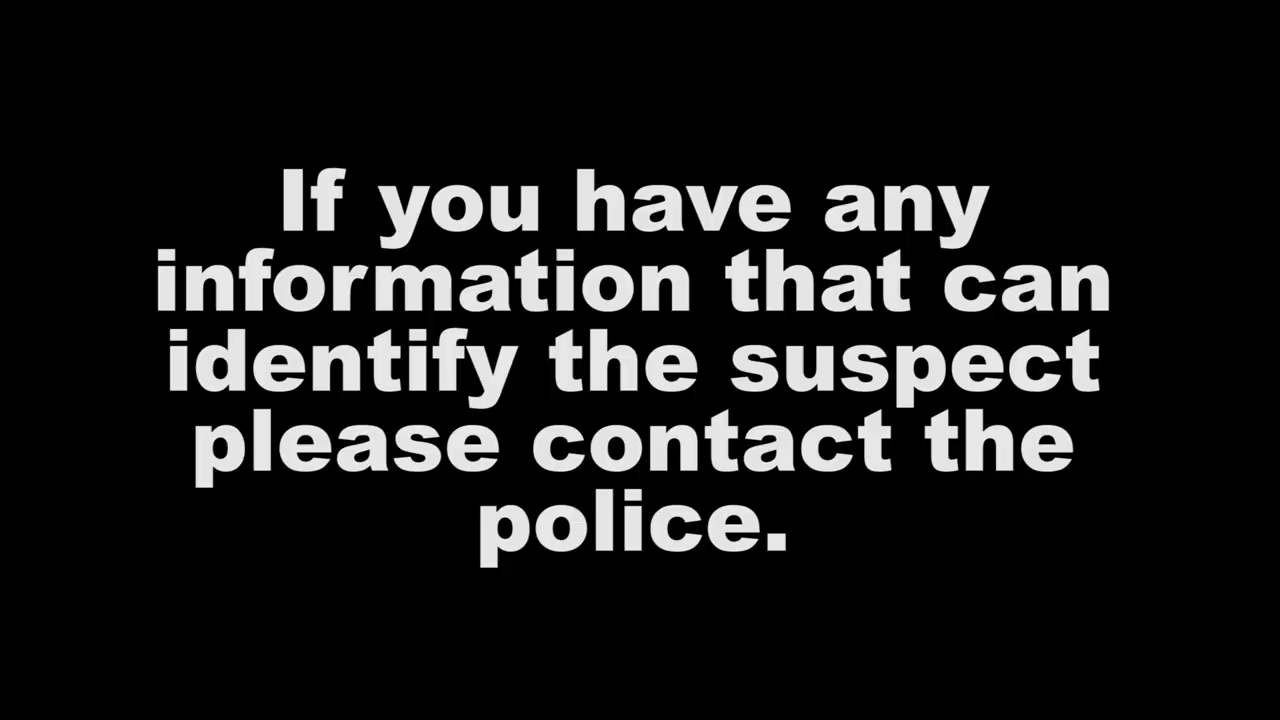 If you have any
information that can
identify the suspect
please contact the
police.